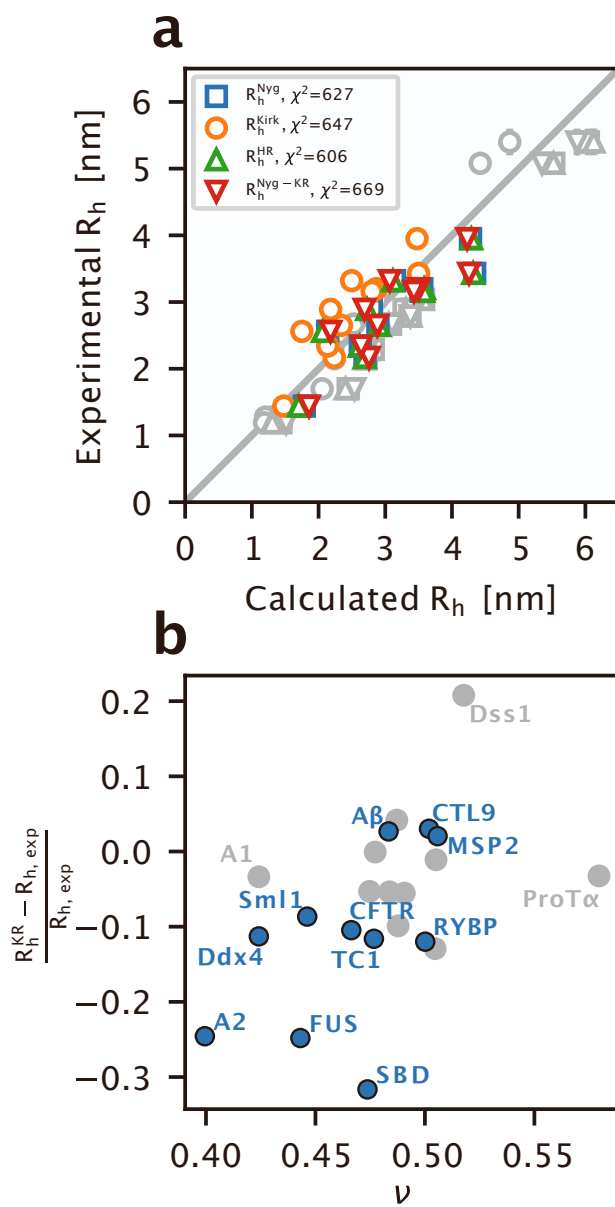 a
Experimental R_h [nm]
6
5
4
3
2
1
0
R_h^Nyg, χ²=627
R_h^Kirk, χ²=647
R_h^HR, χ²=606
R_h^Nyg−KR, χ²=669
0 1 2 3 4 5 6
Calculated R_h [nm]
b
R_h^KR − R_h, exp
R_h, exp
0.2
0.1
0.0
−0.1
−0.2
−0.3
Dss1
Aβ
CTL9
MSP2
A1
ProTα
Sml1
CFTR
RYBP
Ddx4
TC1
A2
FUS
SBD
0.40 0.45 0.50 0.55
ν